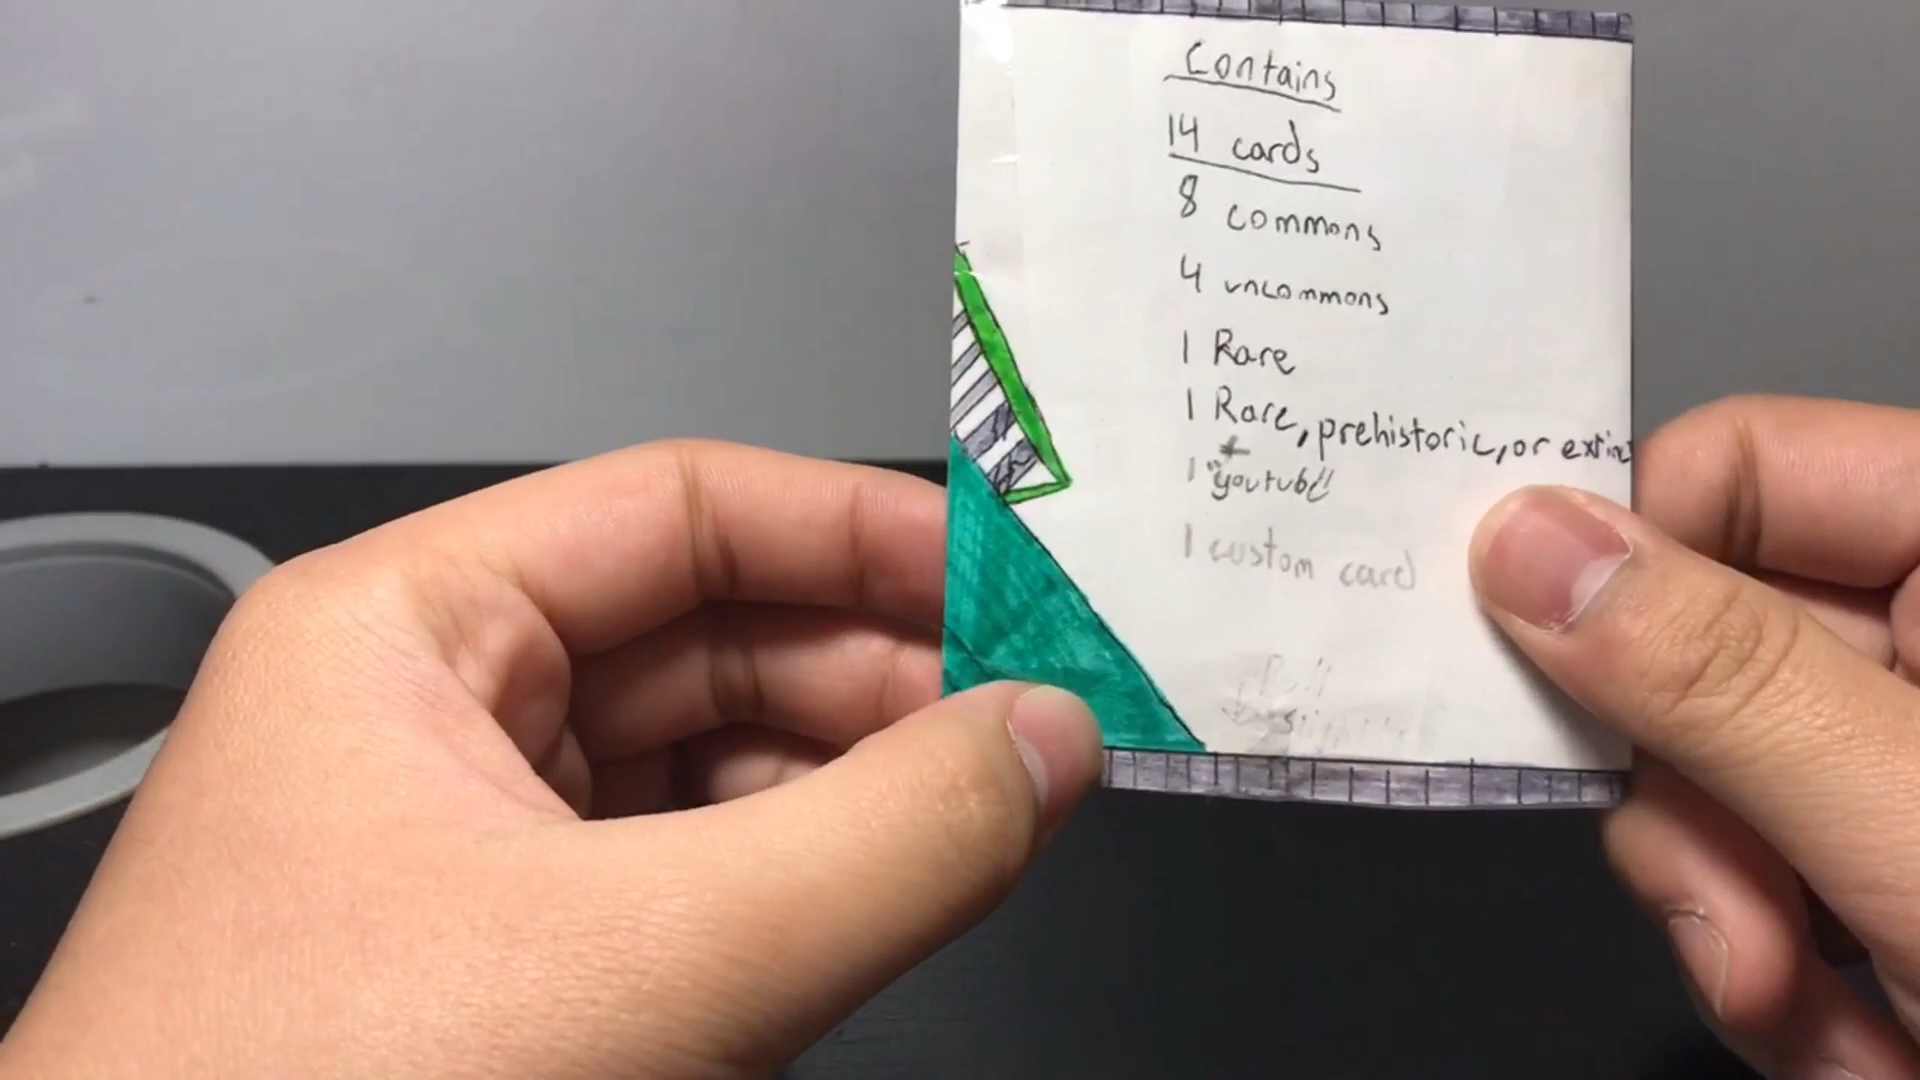 Contains
14 cards
8 commons
4 uncommons
1 Rare
1 Rare, prehistoric, or extinct
+
1 "youtube"
1 custom card